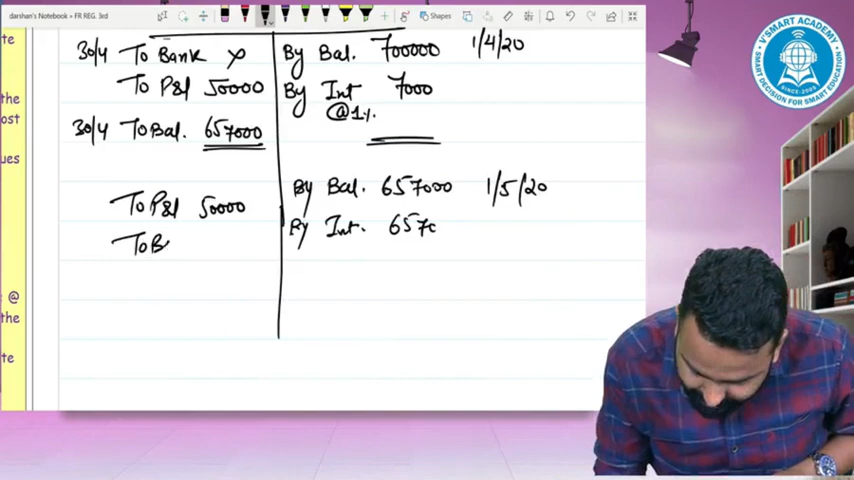 darshan's Notebook » FR REG. 3rd
Shapes
te
the
ost
ues
@
the
te
30/4 To Bank ×
By Bal. 700000 1/4/20
To P&l 50000
By Int 7000
@1%
30/4 To Bal. 657000
By Bal. 657000 1/5/20
To P&l 50000
By Int. 6570
To B
V'SMART ACADEMY
SINCE-2009
SMART DECISION FOR SMART EDUCATION